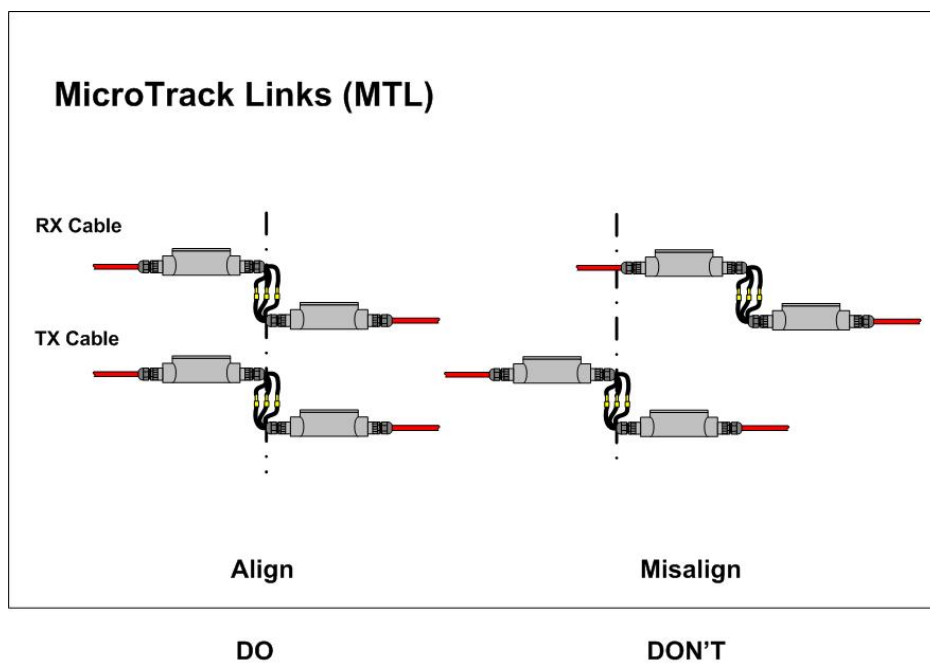 MicroTrack Links (MTL)
RX Cable
TX Cable
Align
Misalign
DO
DON'T